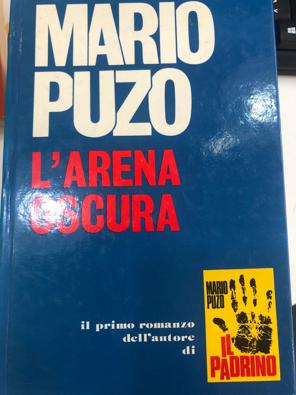 MARIO
PUZO
L'ARENA
OSCURA
il primo romanzo
dell'autore
di
MARIO
PUZO
IL
PADRINO